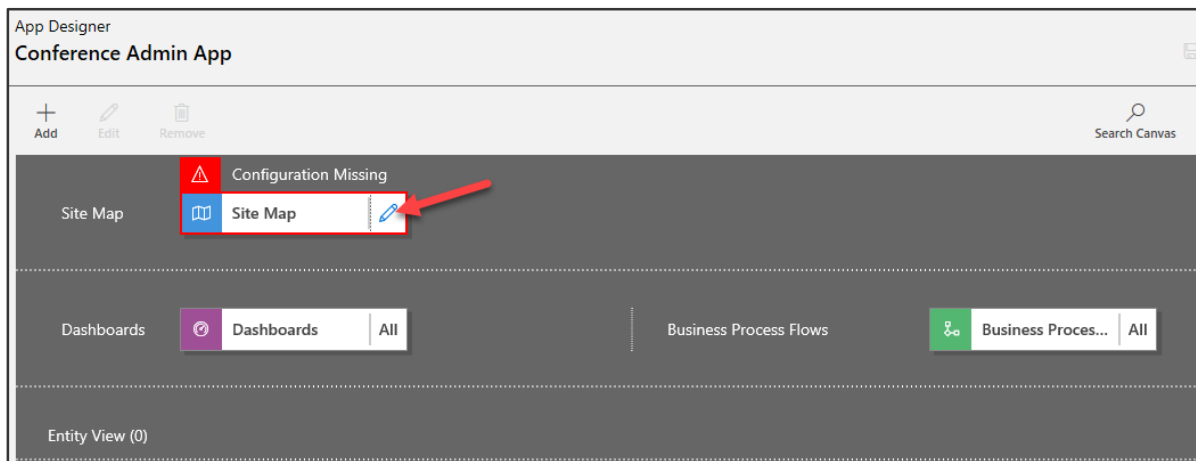 App Designer
Conference Admin App
Add Edit Remove Search Canvas
Configuration Missing
Site Map Site Map
Dashboards Dashboards All Business Process Flows Business Proces... All
Entity View (0)